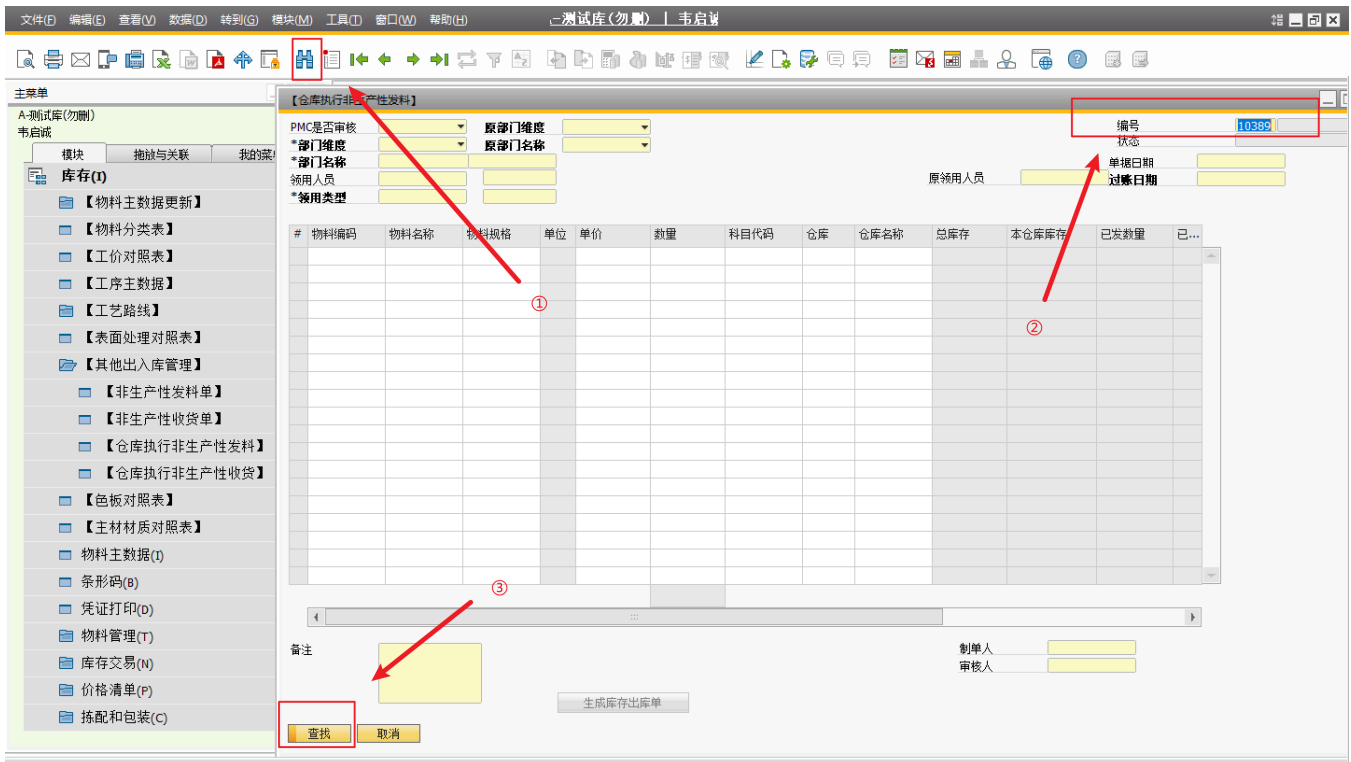 文件(F) 编辑(E) 查看(V) 数据(D) 转到(G) 模块(M) 工具(T) 窗口(W) 帮助(H) 测试库(勿删) | 韦启
主菜单
A-测试库(勿删)
韦启诚
模块 拖放与关联 我的菜
库存(I)
【物料主数据更新】
【物料分类表】
【工价对照表】
【工序主数据】
【工艺路线】
【表面处理对照表】
【其他出入库管理】
【非生产性发料单】
【非生产性收货单】
【仓库执行非生产性发料】
【仓库执行非生产性收货】
【色板对照表】
【主材材质对照表】
物料主数据(I)
条形码(B)
凭证打印(D)
物料管理(T)
库存交易(N)
价格清单(P)
拣配和包装(C)
【仓库执行非生产性发料】
PMC是否审核 原部门维度 编号 10389
*部门维度 原部门名称 状态
*部门名称 单据日期
领用人员 原领用人员 过账日期
*领用类型
# 物料编码 物料名称 物料规格 单位 单价 数量 科目代码 仓库 仓库名称 总库存 本仓库库存 已发数量 已...
①
②
③
备注 制单人
审核人
生成库存出库单
查找 取消